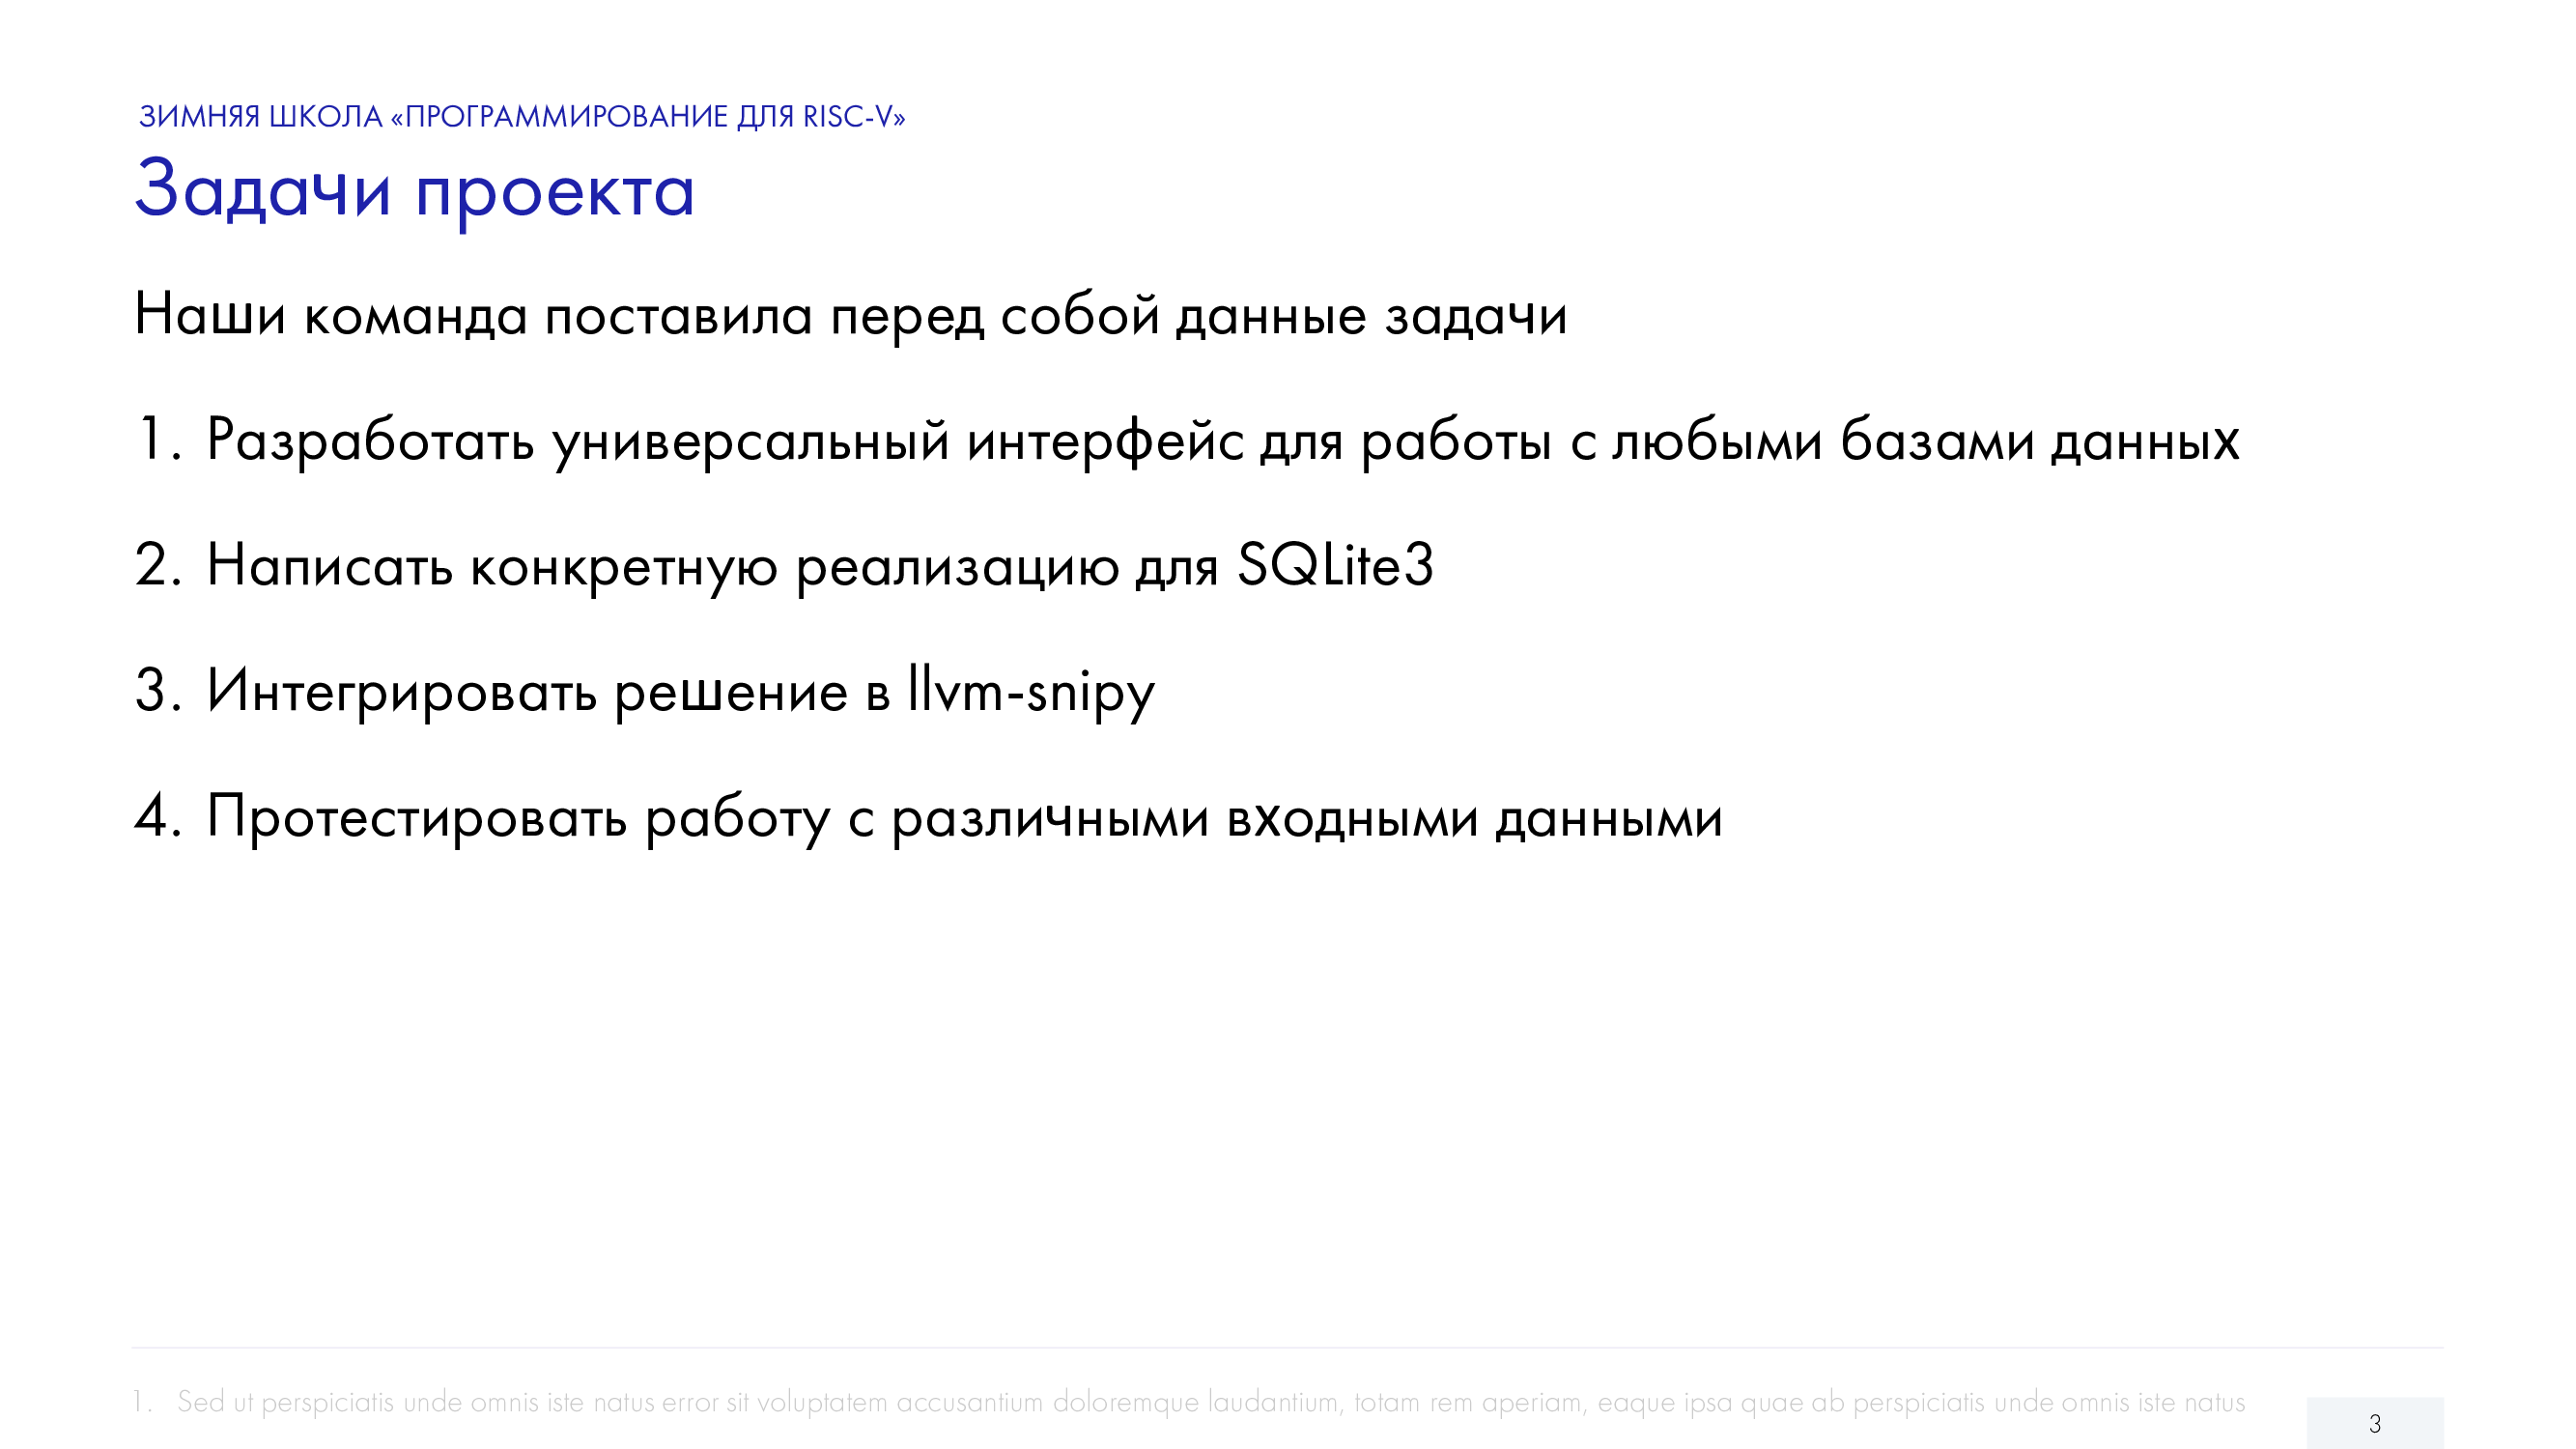 ЗИМНЯЯ ШКОЛА «ПРОГРАММИРОВАНИЕ ДЛЯ RISC-V»
Задачи проекта
Наши команда поставила перед собой данные задачи
1. Разработать универсальный интерфейс для работы с любыми базами данных
2. Написать конкретную реализацию для SQLite3
3. Интегрировать решение в llvm-snipy
4. Протестировать работу с различными входными данными
1. Sed ut perspiciatis unde omnis iste natus error sit voluptatem accusantium doloremque laudantium, totam rem aperiam, eaque ipsa quae ab perspiciatis unde omnis iste natus
3